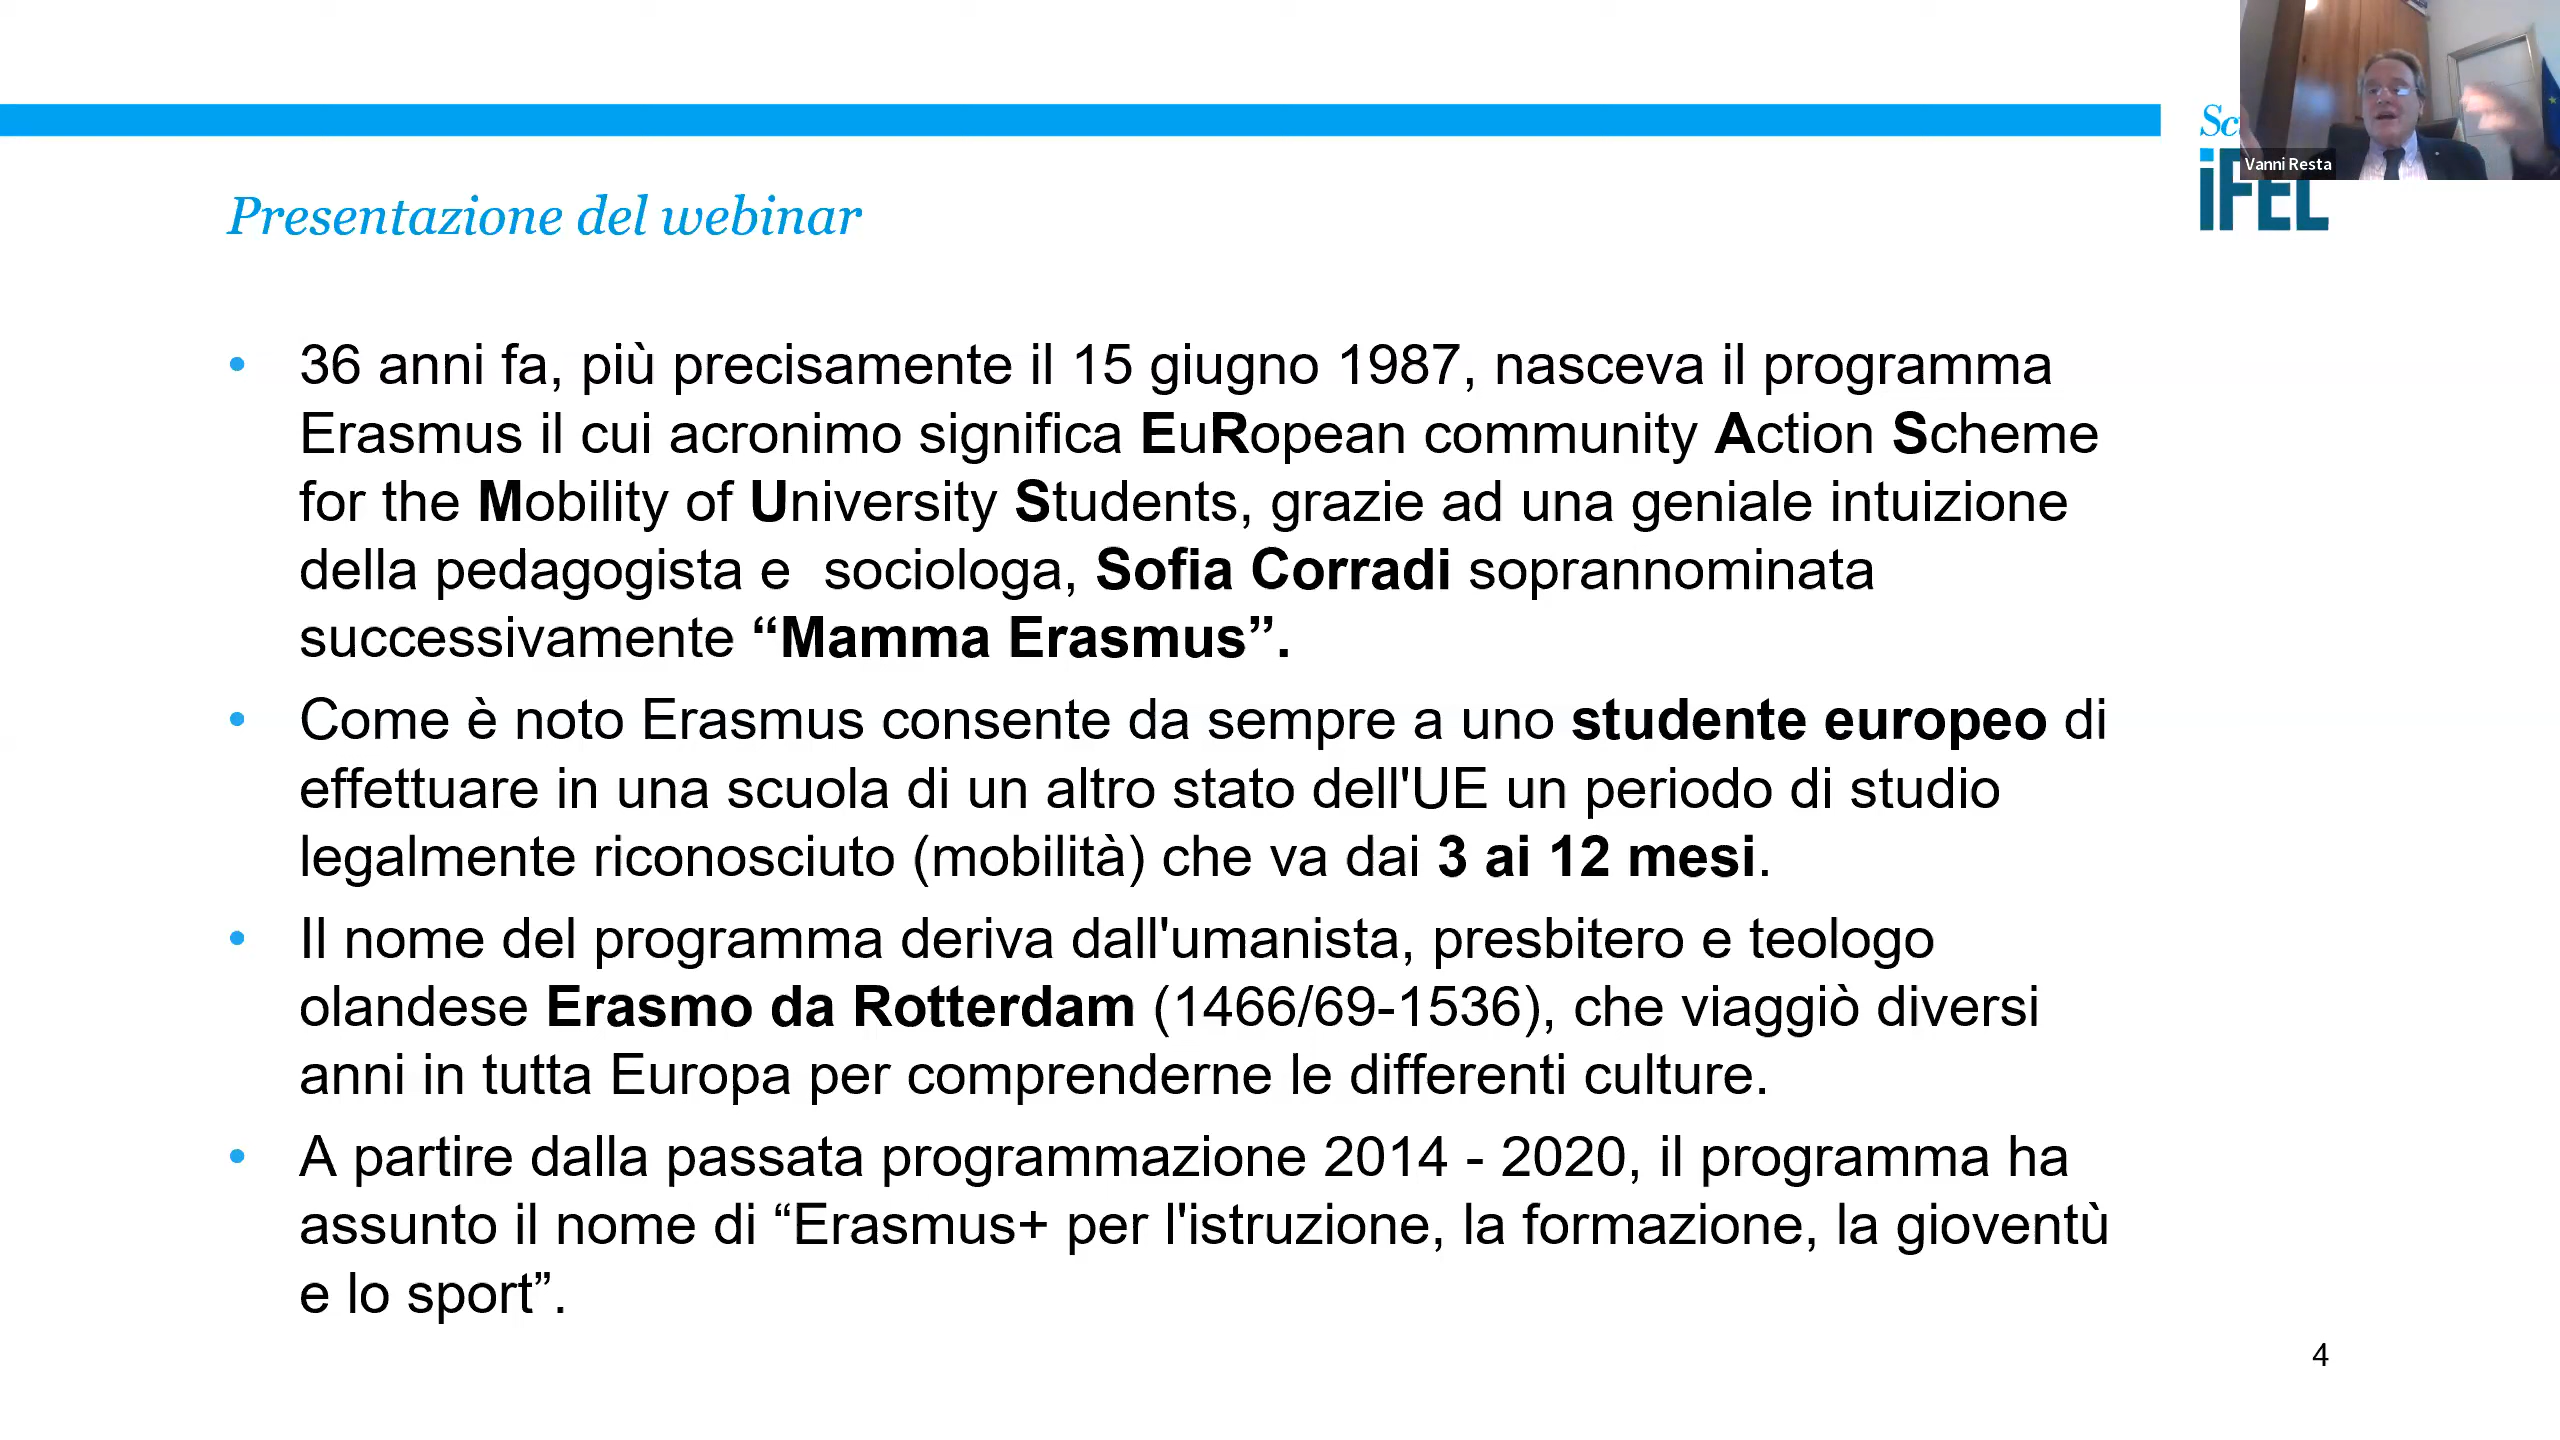 Vanni Resta
iFEL
Presentazione del webinar
• 36 anni fa, più precisamente il 15 giugno 1987, nasceva il programma
Erasmus il cui acronimo significa EuRopean community Action Scheme
for the Mobility of University Students, grazie ad una geniale intuizione
della pedagogista e  sociologa, Sofia Corradi soprannominata
successivamente “Mamma Erasmus”.
• Come è noto Erasmus consente da sempre a uno studente europeo di
effettuare in una scuola di un altro stato dell'UE un periodo di studio
legalmente riconosciuto (mobilità) che va dai 3 ai 12 mesi.
• Il nome del programma deriva dall'umanista, presbitero e teologo
olandese Erasmo da Rotterdam (1466/69-1536), che viaggiò diversi
anni in tutta Europa per comprenderne le differenti culture.
• A partire dalla passata programmazione 2014 - 2020, il programma ha
assunto il nome di “Erasmus+ per l'istruzione, la formazione, la gioventù
e lo sport”.
4